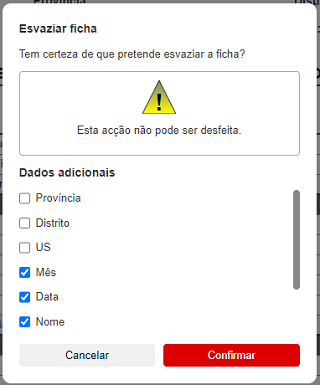 Província
Esvaziar ficha
Tem certeza de que pretende esvaziar a ficha?
!
Esta acção não pode ser desfeita.
Dados adicionais
Província
Distrito
US
Mês
Data
Nome
Cancelar
Confirmar